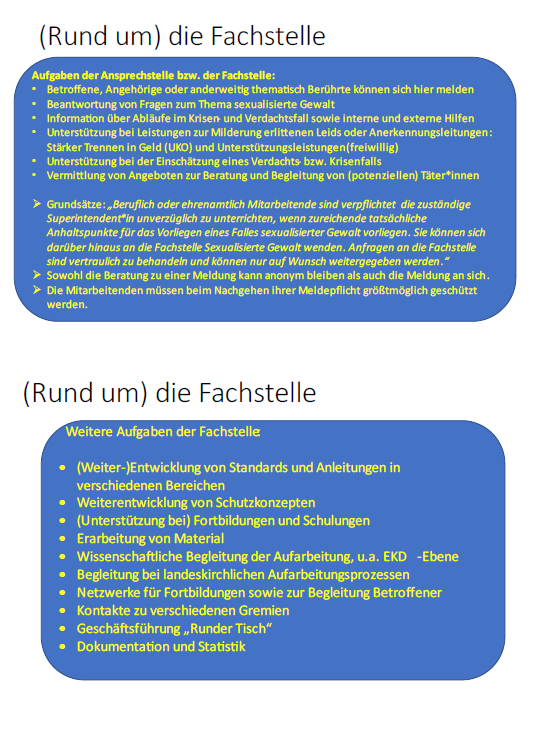 (Rund um) die Fachstelle
Aufgaben der Ansprechstelle bzw. der Fachstelle:
• Betroffene, Angehörige oder anderweitig thematisch Berührte können sich hier melden
• Beantwortung von Fragen zum Thema sexualisierte Gewalt
• Information über Abläufe im Krisen- und Verdachtsfall sowie interne und externe Hilfen
• Unterstützung bei Leistungen zur Milderung erlittenen Leids oder Anerkennungsleitungen:
Stärker Trennen in Geld (UKO) und Unterstützungsleistungen(freiwillig)
• Unterstützung bei der Einschätzung eines Verdachts- bzw. Krisenfalls
• Vermittlung von Angeboten zur Beratung und Begleitung von (potenziellen) Täter*innen
➢ Grundsätze: „Beruflich oder ehrenamtlich Mitarbeitende sind verpflichtet die zuständige
Superintendent*in unverzüglich zu unterrichten, wenn zureichende tatsächliche
Anhaltspunkte für das Vorliegen eines Falles sexualisierter Gewalt vorliegen. Sie können sich
darüber hinaus an die Fachstelle Sexualisierte Gewalt wenden. Anfragen an die Fachstelle
sind vertraulich zu behandeln und können nur auf Wunsch weitergegeben werden.“
➢ Sowohl die Beratung zu einer Meldung kann anonym bleiben als auch die Meldung an sich.
➢ Die Mitarbeitenden müssen beim Nachgehen ihrer Meldepflicht größtmöglich geschützt
werden.
(Rund um) die Fachstelle
Weitere Aufgaben der Fachstelle:
• (Weiter-)Entwicklung von Standards und Anleitungen in
verschiedenen Bereichen
• Weiterentwicklung von Schutzkonzepten
• (Unterstützung bei) Fortbildungen und Schulungen
• Erarbeitung von Material
• Wissenschaftliche Begleitung der Aufarbeitung, u.a. EKD -Ebene
• Begleitung bei landeskirchlichen Aufarbeitungsprozessen
• Netzwerke für Fortbildungen sowie zur Begleitung Betroffener
• Kontakte zu verschiedenen Gremien
• Geschäftsführung „Runder Tisch“
• Dokumentation und Statistik